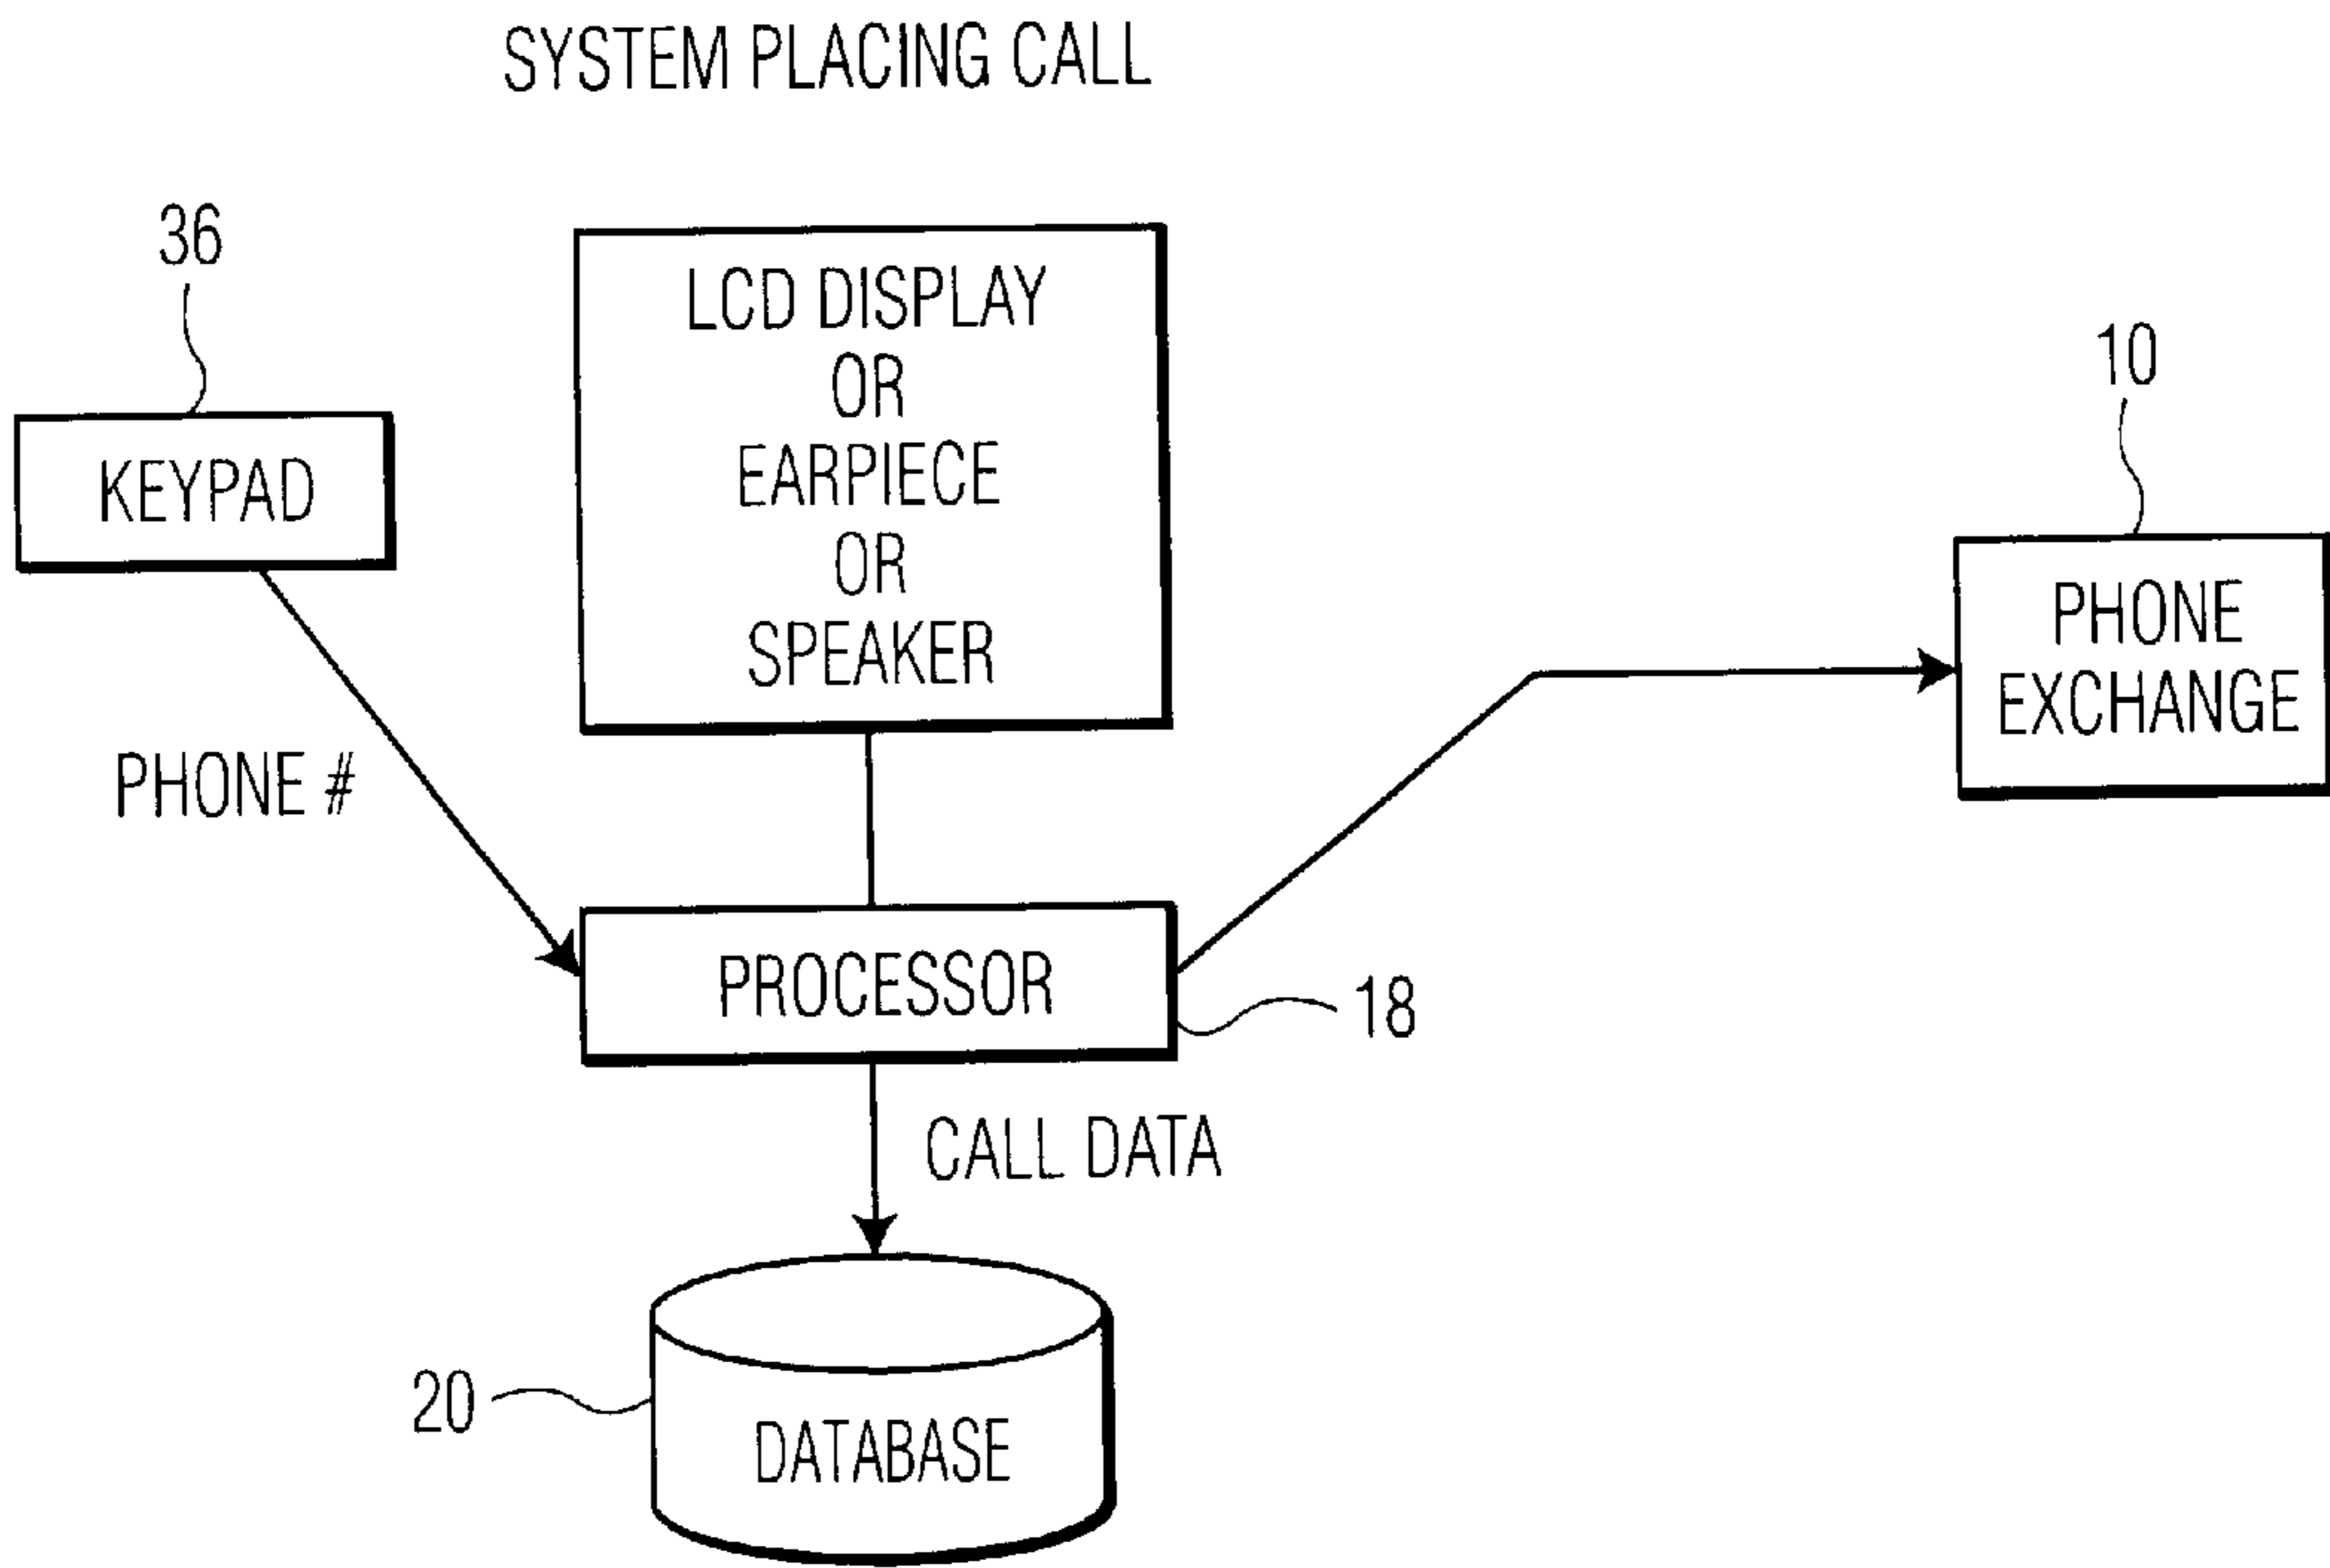 SYSTEM PLACING CALL
36
KEYPAD
LCD DISPLAY
OR
EARPIECE
OR
SPEAKER
10
PHONE
EXCHANGE
PHONE #
PROCESSOR
18
CALL DATA
20
DATABASE